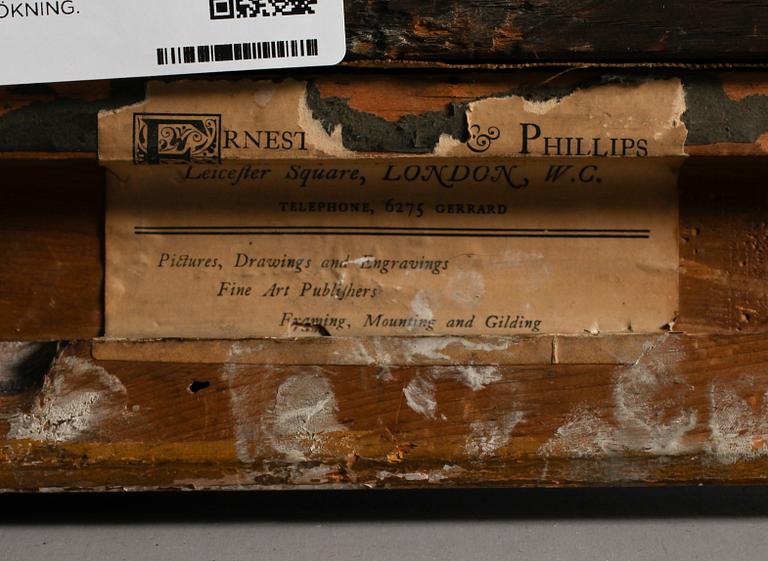 ÖKNING.
ERNEST & PHILLIPS
Leicester Square, LONDON, W.C.
TELEPHONE, 6275 GERRARD
Pictures, Drawings and Engravings
Fine Art Publishers
Framing, Mounting and Gilding